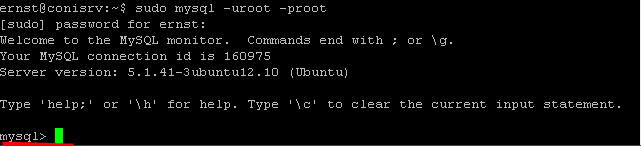 ernst@conisrv:~$ sudo mysql -uroot -proot
[sudo] password for ernst:
Welcome to the MySQL monitor.  Commands end with ; or \g.
Your MySQL connection id is 160975
Server version: 5.1.41-3ubuntu12.10 (Ubuntu)
Type 'help;' or '\h' for help. Type '\c' to clear the current input statement.
mysql>